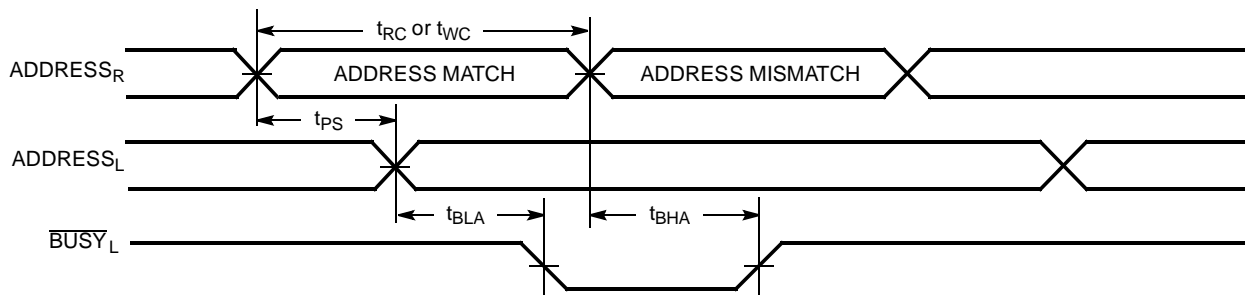 tRC or tWC
ADDRESSR
ADDRESS MATCH
ADDRESS MISMATCH
tPS
ADDRESSL
tBLA
tBHA
BUSYL